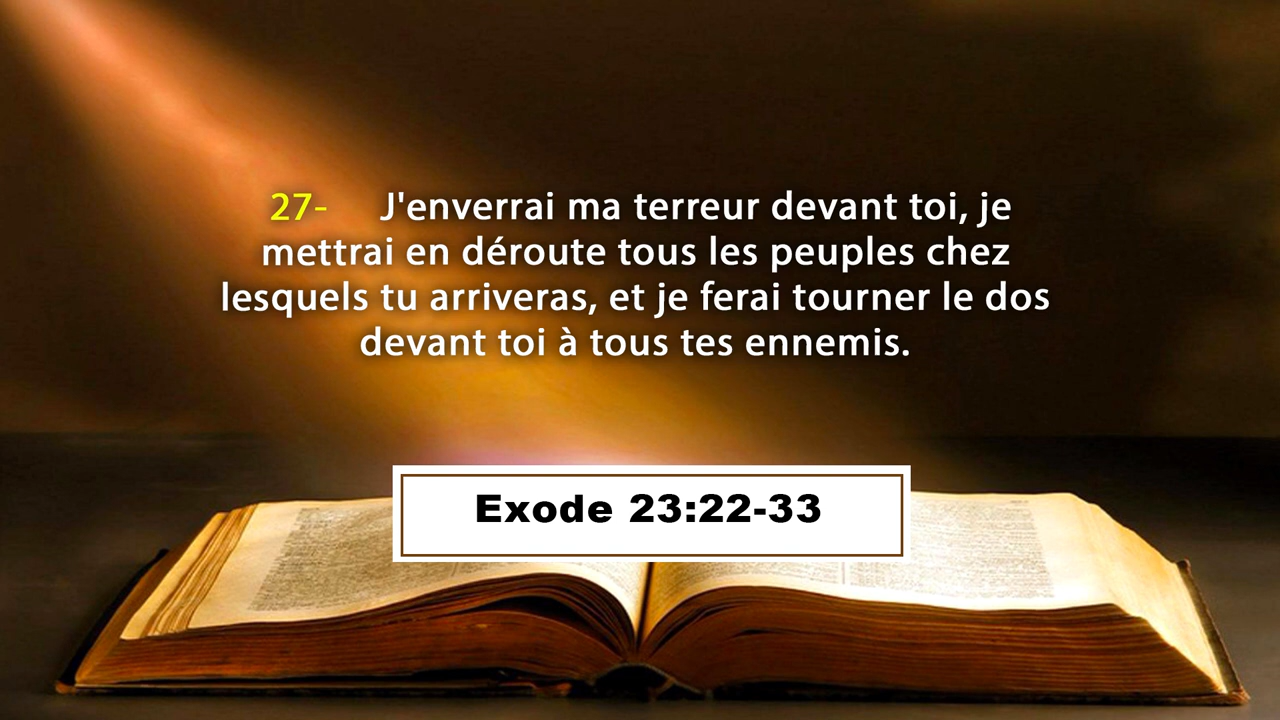 27- J'enverrai ma terreur devant toi, je
mettrai en déroute tous les peuples chez
lesquels tu arriveras, et je ferai tourner le dos
devant toi à tous tes ennemis.
Exode 23:22-33